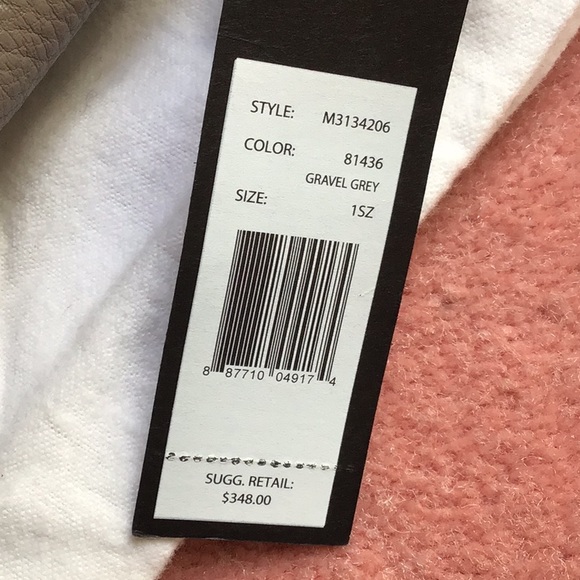 STYLE: M3134206
COLOR: 81436
GRAVEL GREY
SIZE: 1SZ
8 87710 04917 4
SUGG. RETAIL:
$348.00